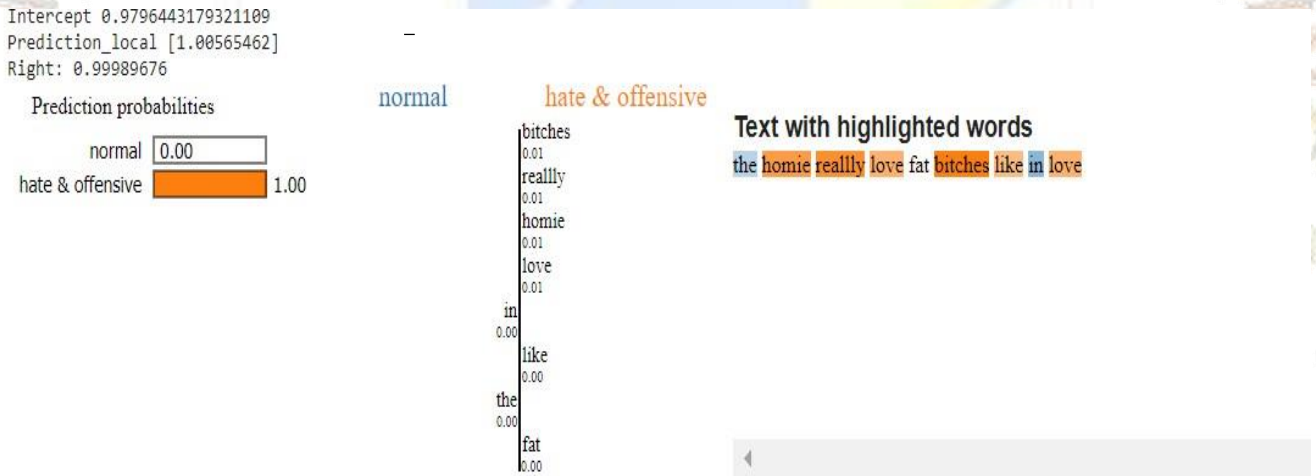 Intercept 0.9796443179321109
Prediction_local [1.00565462]
Right: 0.99989676
Prediction probabilities
normal 0.00
hate & offensive 1.00
normal hate & offensive
bitches
0.01
reallly
0.01
homie
0.01
love
0.01
in
0.00
like
0.00
the
0.00
fat
0.00
Text with highlighted words
the homie reallly love fat bitches like in love